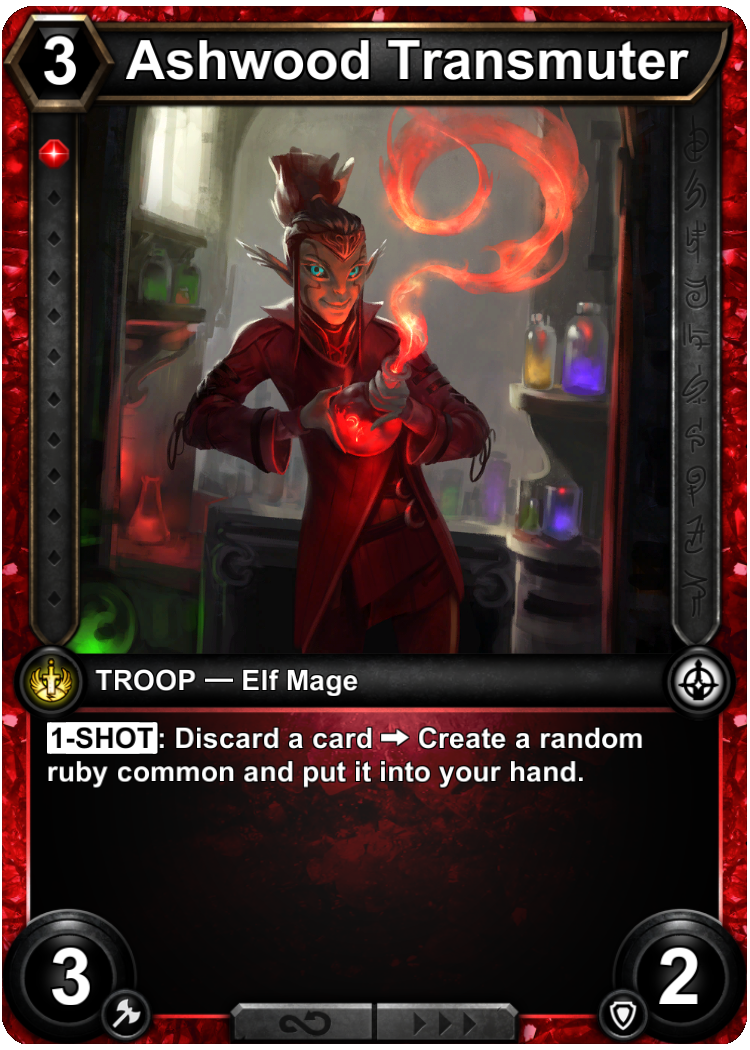 3 Ashwood Transmuter
TROOP — Elf Mage
1-SHOT: Discard a card ➡ Create a random
ruby common and put it into your hand.
3 2